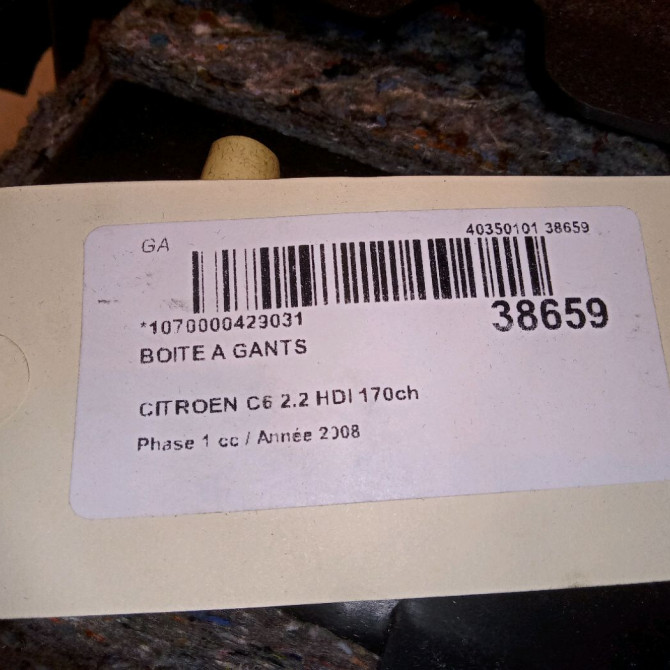 GA
40350101 38659
*1070000429031
38659
BOITE A GANTS
CITROEN C6 2.2 HDI 170ch
Phase 1 cc / Année 2008